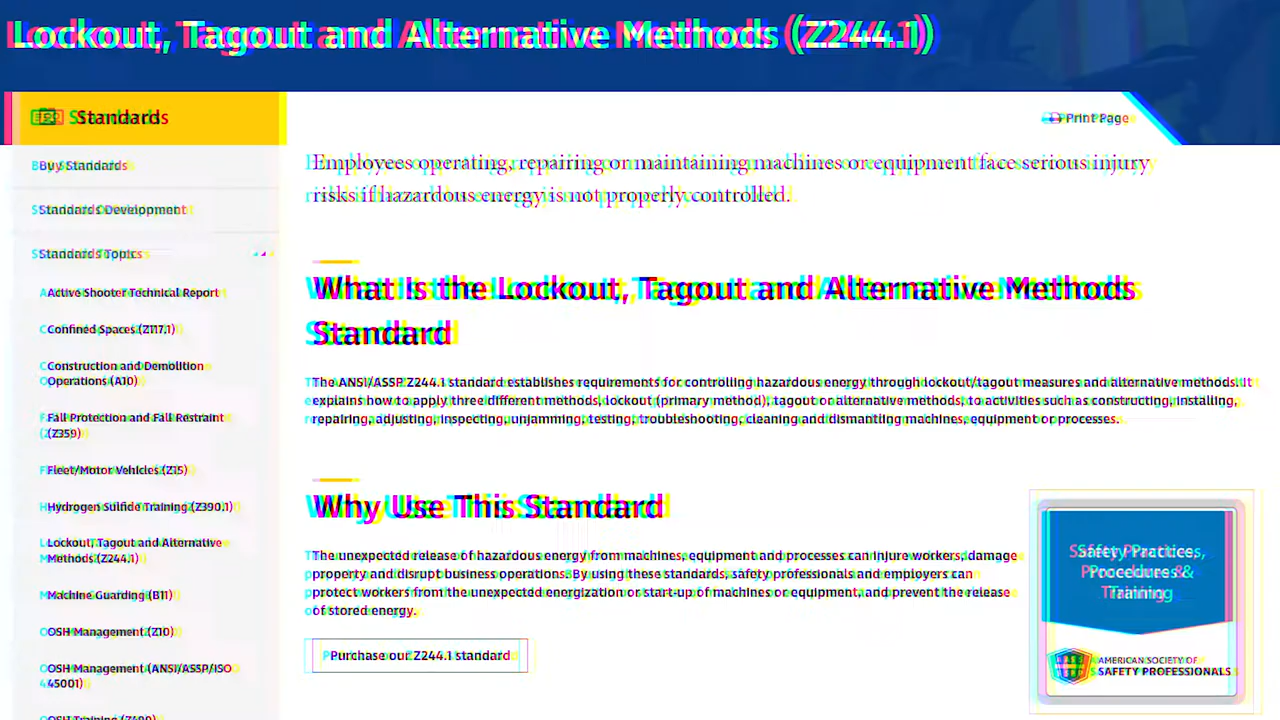 Lockout, Tagout and Alternative Methods (Z244.1)
Standards
Print Page
Buy Standards
Standards Development
Standards Topics
Active Shooter Technical Report
Confined Spaces (Z117.1)
Construction and Demolition
Operations (A10)
Fall Protection and Fall Restraint
(Z359)
Fleet/Motor Vehicles (Z15)
Hydrogen Sulfide Training (Z390.1)
Lockout, Tagout and Alternative
Methods (Z244.1)
Machine Guarding (B11)
OSH Management (Z10)
OSH Management (ANSI/ASSP/ISO
45001)
OSH Training (Z490)
Employees operating, repairing or maintaining machines or equipment face serious injury
risks if hazardous energy is not properly controlled.
What Is the Lockout, Tagout and Alternative Methods
Standard
The ANSI/ASSP Z244.1 standard establishes requirements for controlling hazardous energy through lockout/tagout measures and alternative methods. It
explains how to apply three different methods, lockout (primary method), tagout or alternative methods, to activities such as constructing, installing,
repairing, adjusting, inspecting, unjamming, testing, troubleshooting, cleaning and dismantling machines, equipment or processes.
Why Use This Standard
The unexpected release of hazardous energy from machines, equipment and processes can injure workers, damage
property and disrupt business operations. By using these standards, safety professionals and employers can
protect workers from the unexpected energization or start-up of machines or equipment, and prevent the release
of stored energy.
Purchase our Z244.1 standard
Safety Practices,
Procedures &
Training
ASSP
AMERICAN SOCIETY OF
SAFETY PROFESSIONALS